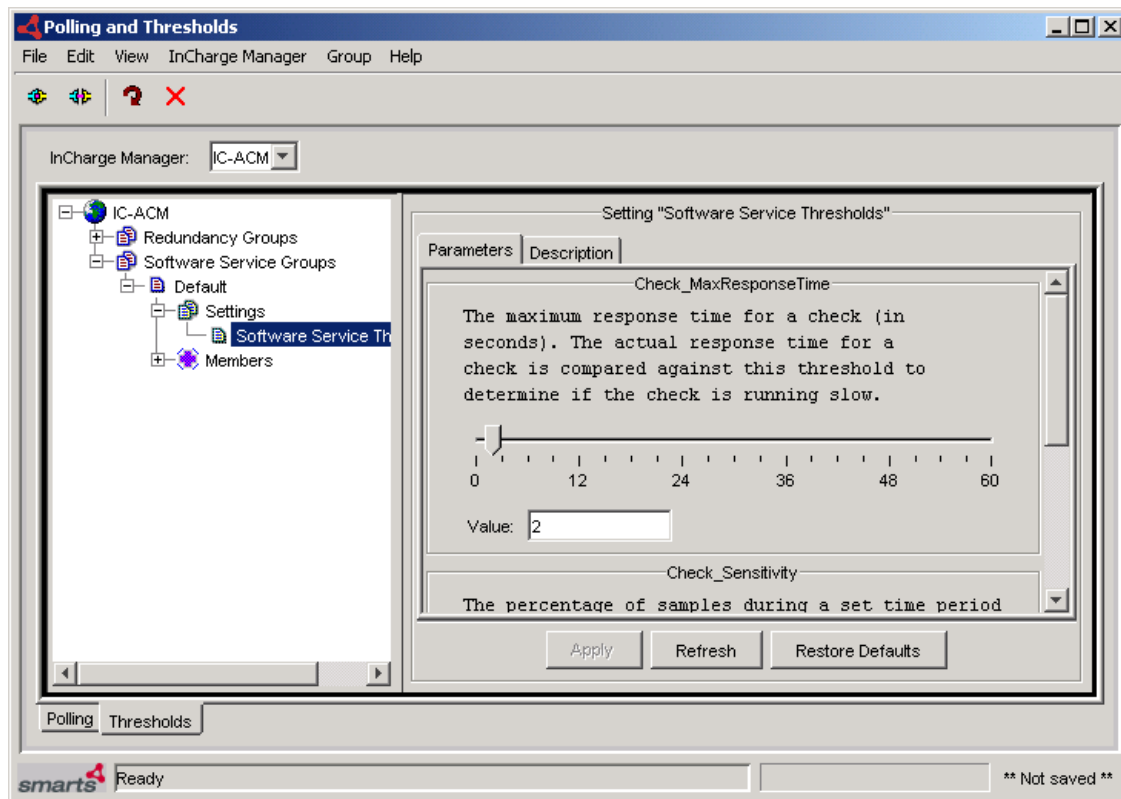 Polling and Thresholds
File Edit View InCharge Manager Group Help
InCharge Manager: IC-ACM
IC-ACM
Redundancy Groups
Software Service Groups
Default
Settings
Software Service Th
Members
Setting "Software Service Thresholds"
Parameters Description
Check_MaxResponseTime
The maximum response time for a check (in
seconds). The actual response time for a
check is compared against this threshold to
determine if the check is running slow.
0 12 24 36 48 60
Value: 2
Check_Sensitivity
The percentage of samples during a set time period
Apply Refresh Restore Defaults
Polling Thresholds
smarts Ready ** Not saved **